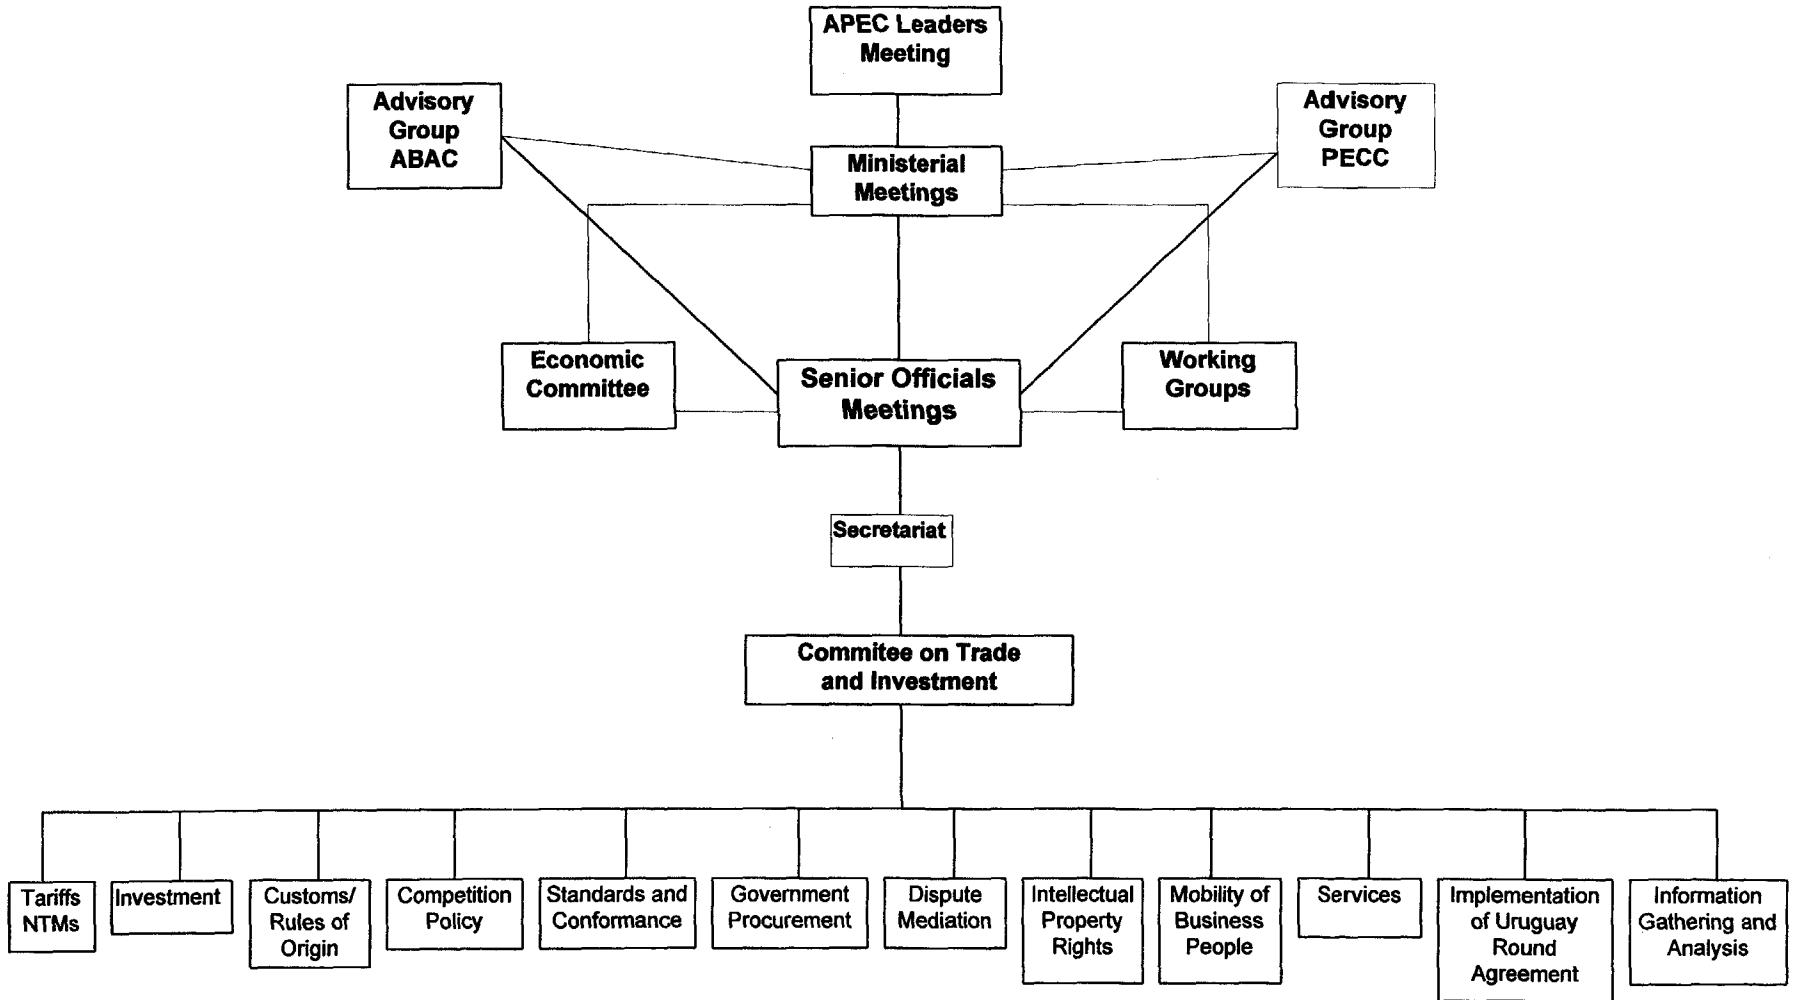 APEC Leaders
Meeting
Advisory
Group
ABAC
Advisory
Group
PECC
Ministerial
Meetings
Economic
Committee
Senior Officials
Meetings
Working
Groups
Secretariat
Commitee on Trade
and Investment
Tariffs
NTMs
Investment
Customs/
Rules of
Origin
Competition
Policy
Standards and
Conformance
Government
Procurement
Dispute
Mediation
Intellectual
Property
Rights
Mobility of
Business
People
Services
Implementation
of Uruguay
Round
Agreement
Information
Gathering and
Analysis